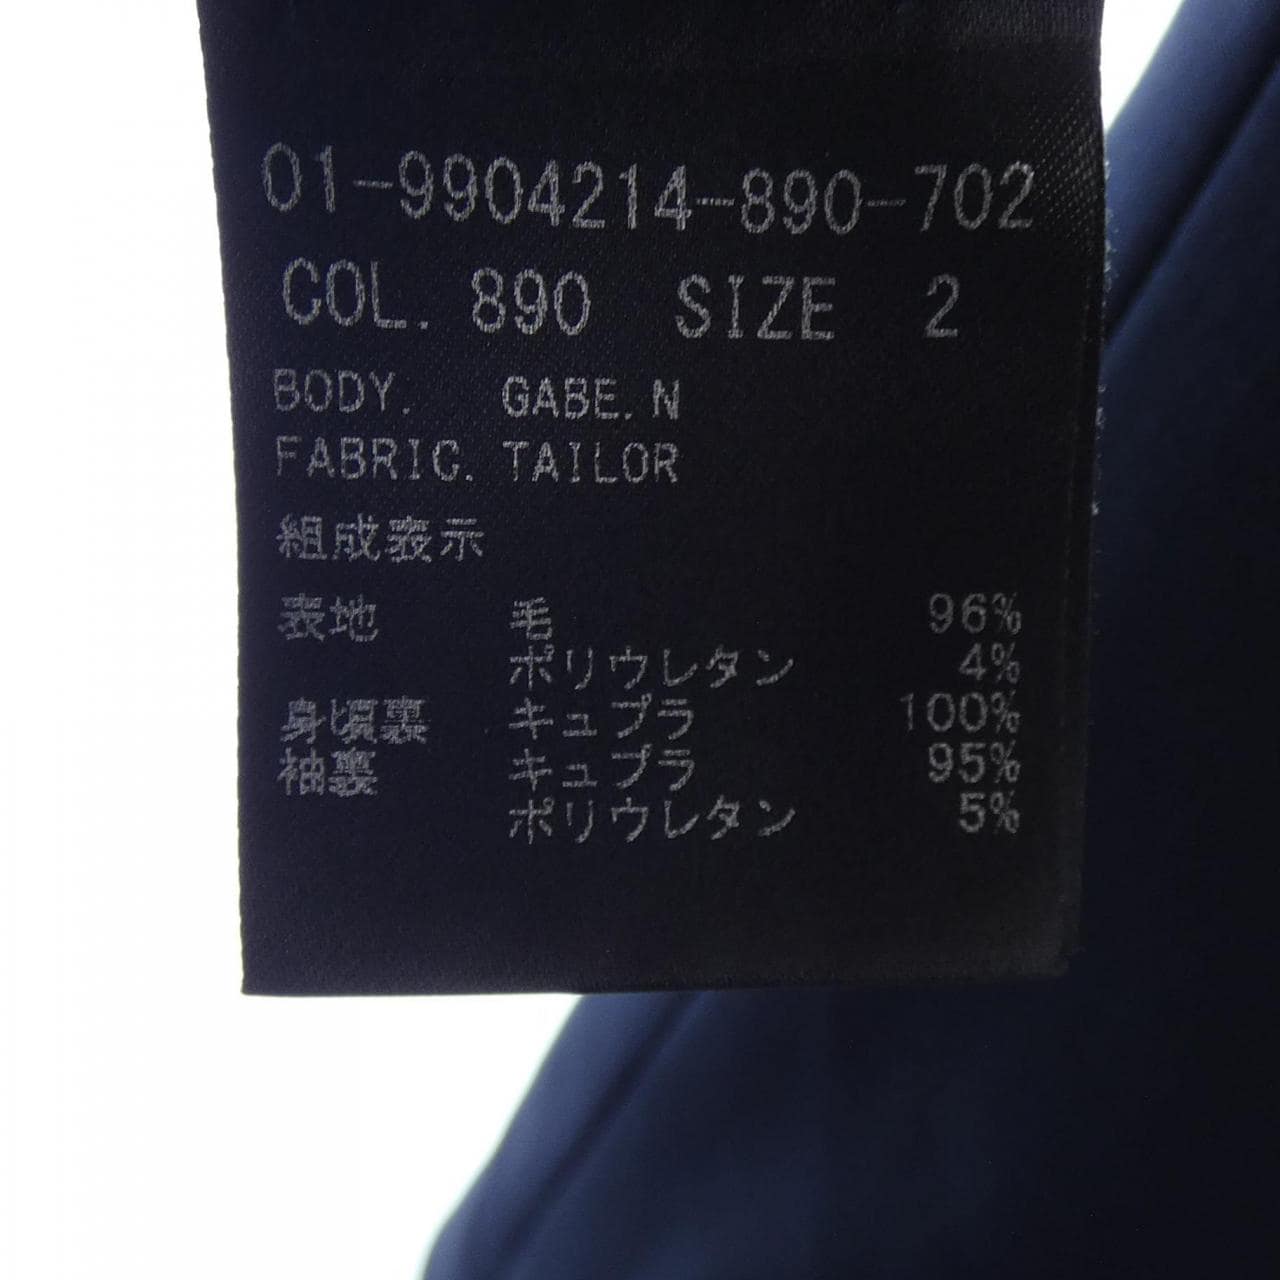 01-9904214-890-702
COL. 890 SIZE 2
BODY. GABE.N
FABRIC. TAILOR
組成表示
表地 毛 96%
ポリウレタン 4%
身頃裏 キュプラ 100%
袖裏 キュプラ 95%
ポリウレタン 5%